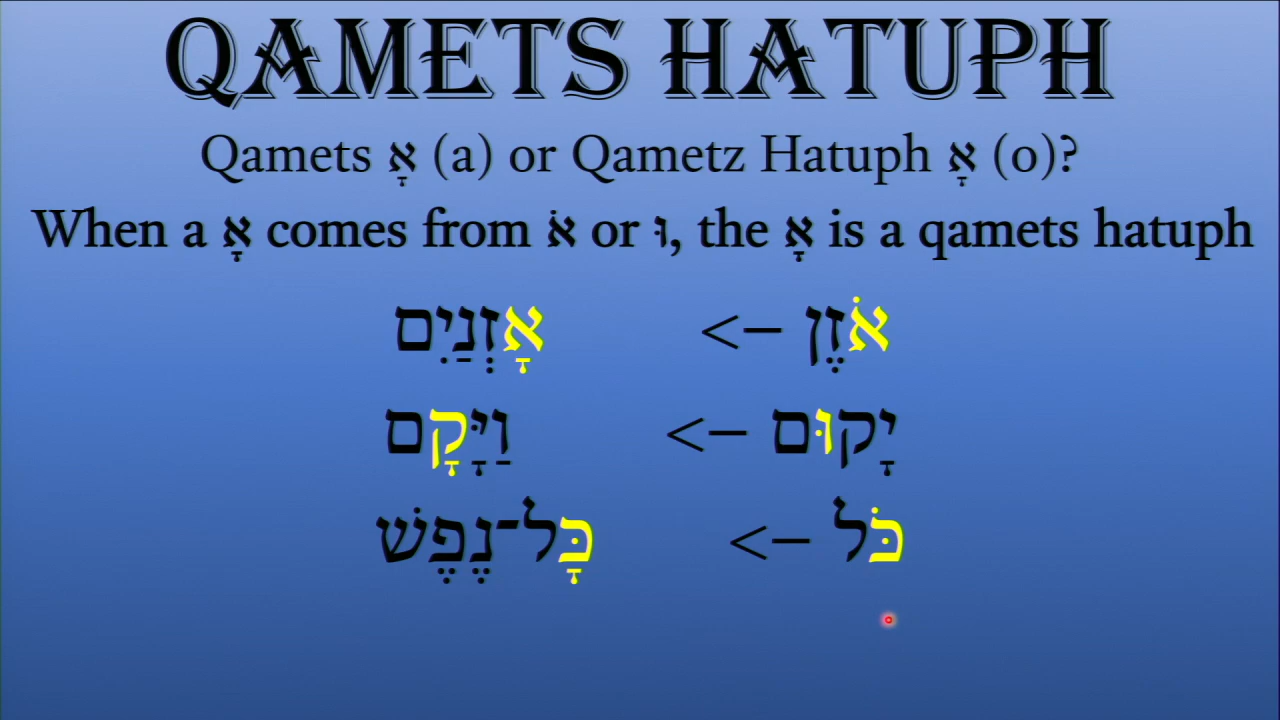 QAMETS HATUPH
Qamets אָ (a) or Qametz Hatuph אָ (o)?
When a אָ comes from אֹ or וּ, the אָ is a qamets hatuph
אֹזֶן <– אָזְנַיִם
יָקוּם <– וַיָּקָם
כֹּל <– כָּל־נֶפֶשׁ